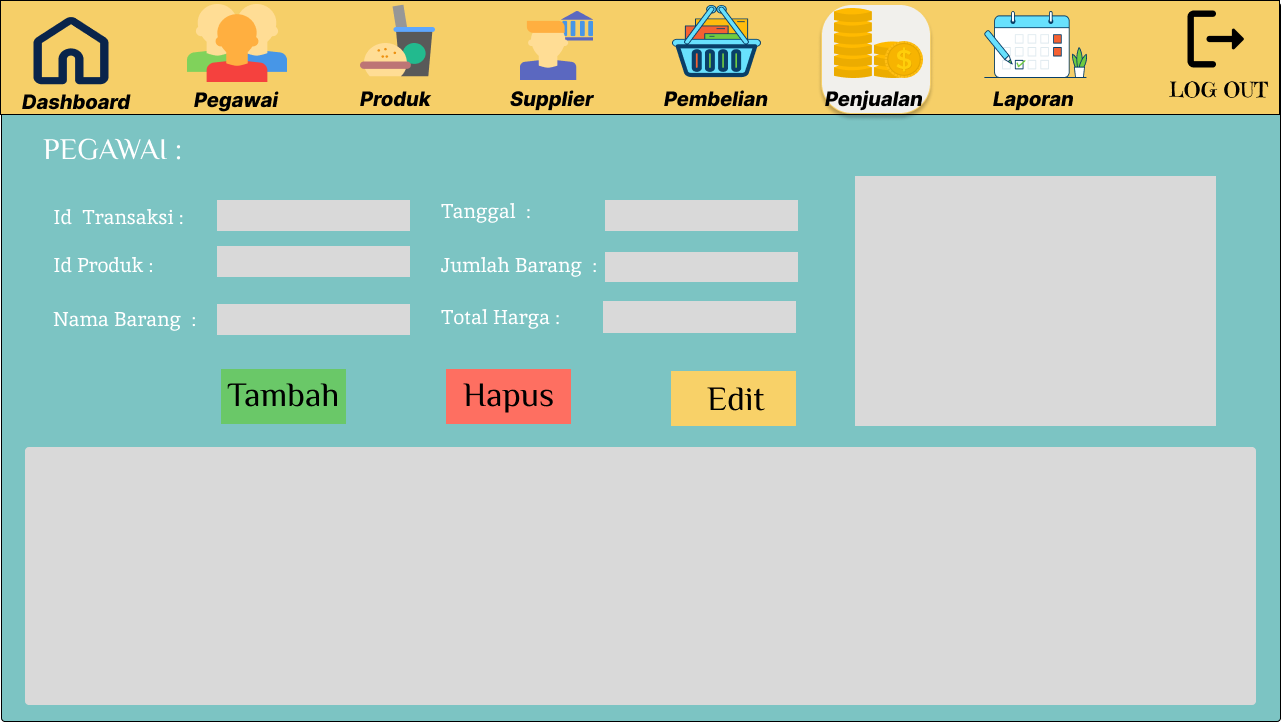 Dashboard
Pegawai
Produk
Supplier
Pembelian
Penjualan
Laporan
LOG OUT
PEGAWAI :
Id Transaksi :
Tanggal :
Id Produk :
Jumlah Barang :
Nama Barang :
Total Harga :
Tambah
Hapus
Edit